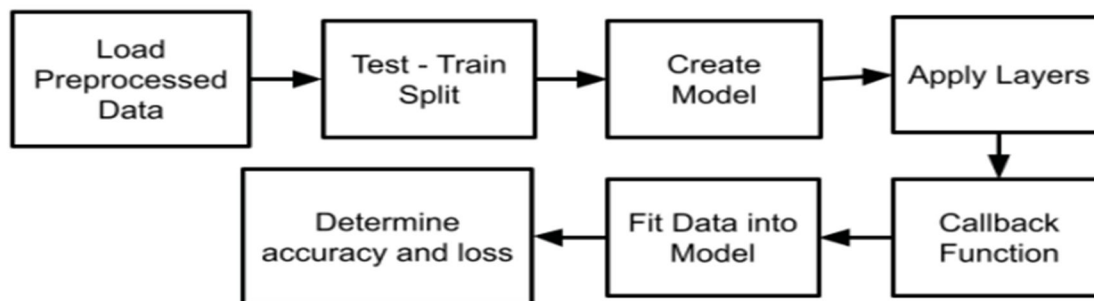 Load
Preprocessed
Data
Test - Train
Split
Create
Model
Apply Layers
Callback
Function
Fit Data into
Model
Determine
accuracy and loss